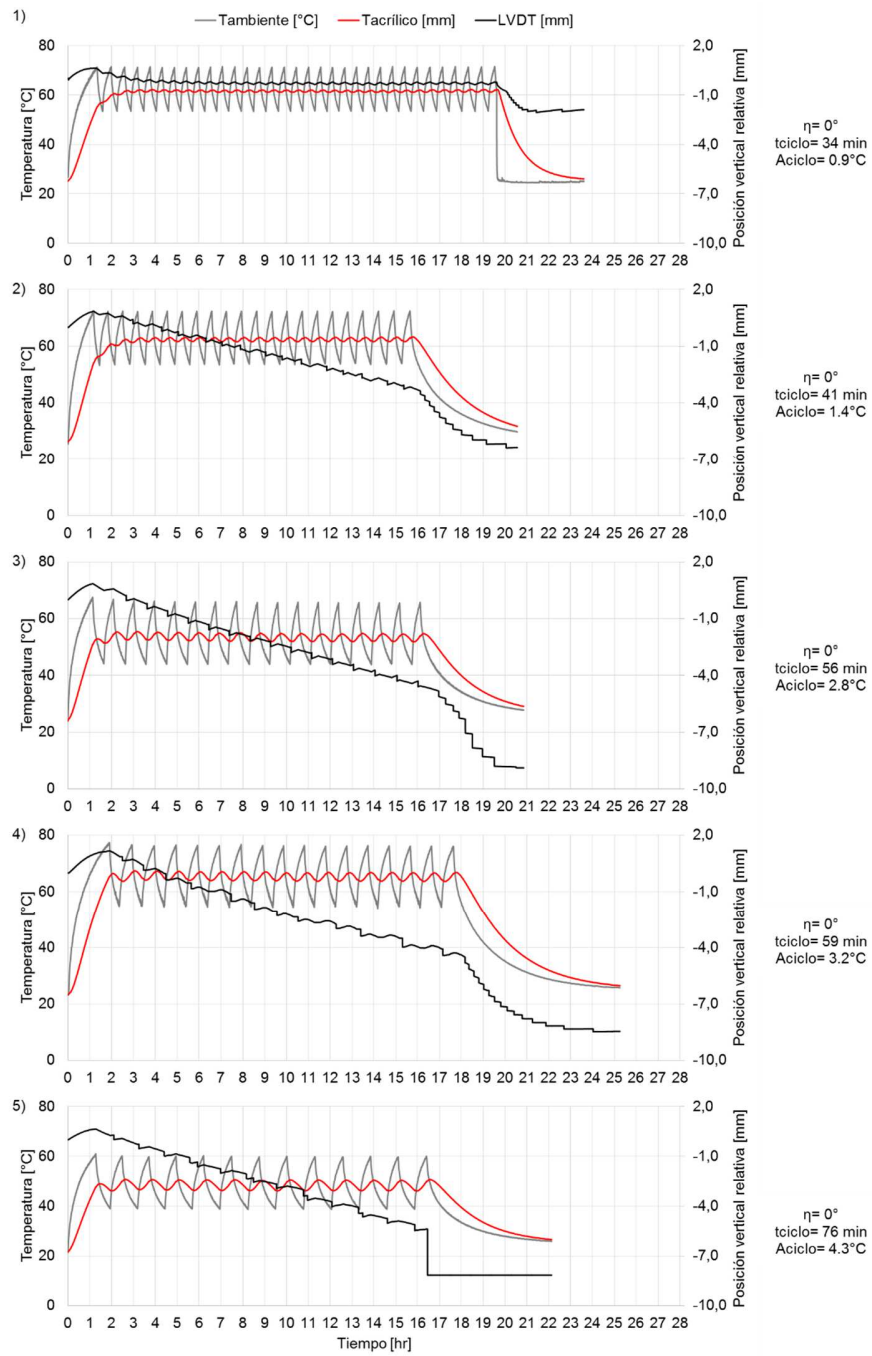 1)
Tambiente [°C] Tacrílico [mm] LVDT [mm]
80
60
40
20
0
Temperatura [°C]
2,0
-1,0
-4,0
-7,0
-10,0
Posición vertical relativa [mm]
0 1 2 3 4 5 6 7 8 9 10 11 12 13 14 15 16 17 18 19 20 21 22 23 24 25 26 27 28
η= 0°
tciclo= 34 min
Aciclo= 0.9°C
2)
80
60
40
20
0
Temperatura [°C]
2,0
-1,0
-4,0
-7,0
-10,0
Posición vertical relativa [mm]
0 1 2 3 4 5 6 7 8 9 10 11 12 13 14 15 16 17 18 19 20 21 22 23 24 25 26 27 28
η= 0°
tciclo= 41 min
Aciclo= 1.4°C
3)
80
60
40
20
0
Temperatura [°C]
2,0
-1,0
-4,0
-7,0
-10,0
Posición vertical relativa [mm]
0 1 2 3 4 5 6 7 8 9 10 11 12 13 14 15 16 17 18 19 20 21 22 23 24 25 26 27 28
η= 0°
tciclo= 56 min
Aciclo= 2.8°C
4)
80
60
40
20
0
Temperatura [°C]
2,0
-1,0
-4,0
-7,0
-10,0
Posición vertical relativa [mm]
0 1 2 3 4 5 6 7 8 9 10 11 12 13 14 15 16 17 18 19 20 21 22 23 24 25 26 27 28
η= 0°
tciclo= 59 min
Aciclo= 3.2°C
5)
80
60
40
20
0
Temperatura [°C]
2,0
-1,0
-4,0
-7,0
-10,0
Posición vertical relativa [mm]
0 1 2 3 4 5 6 7 8 9 10 11 12 13 14 15 16 17 18 19 20 21 22 23 24 25 26 27 28
Tiempo [hr]
η= 0°
tciclo= 76 min
Aciclo= 4.3°C